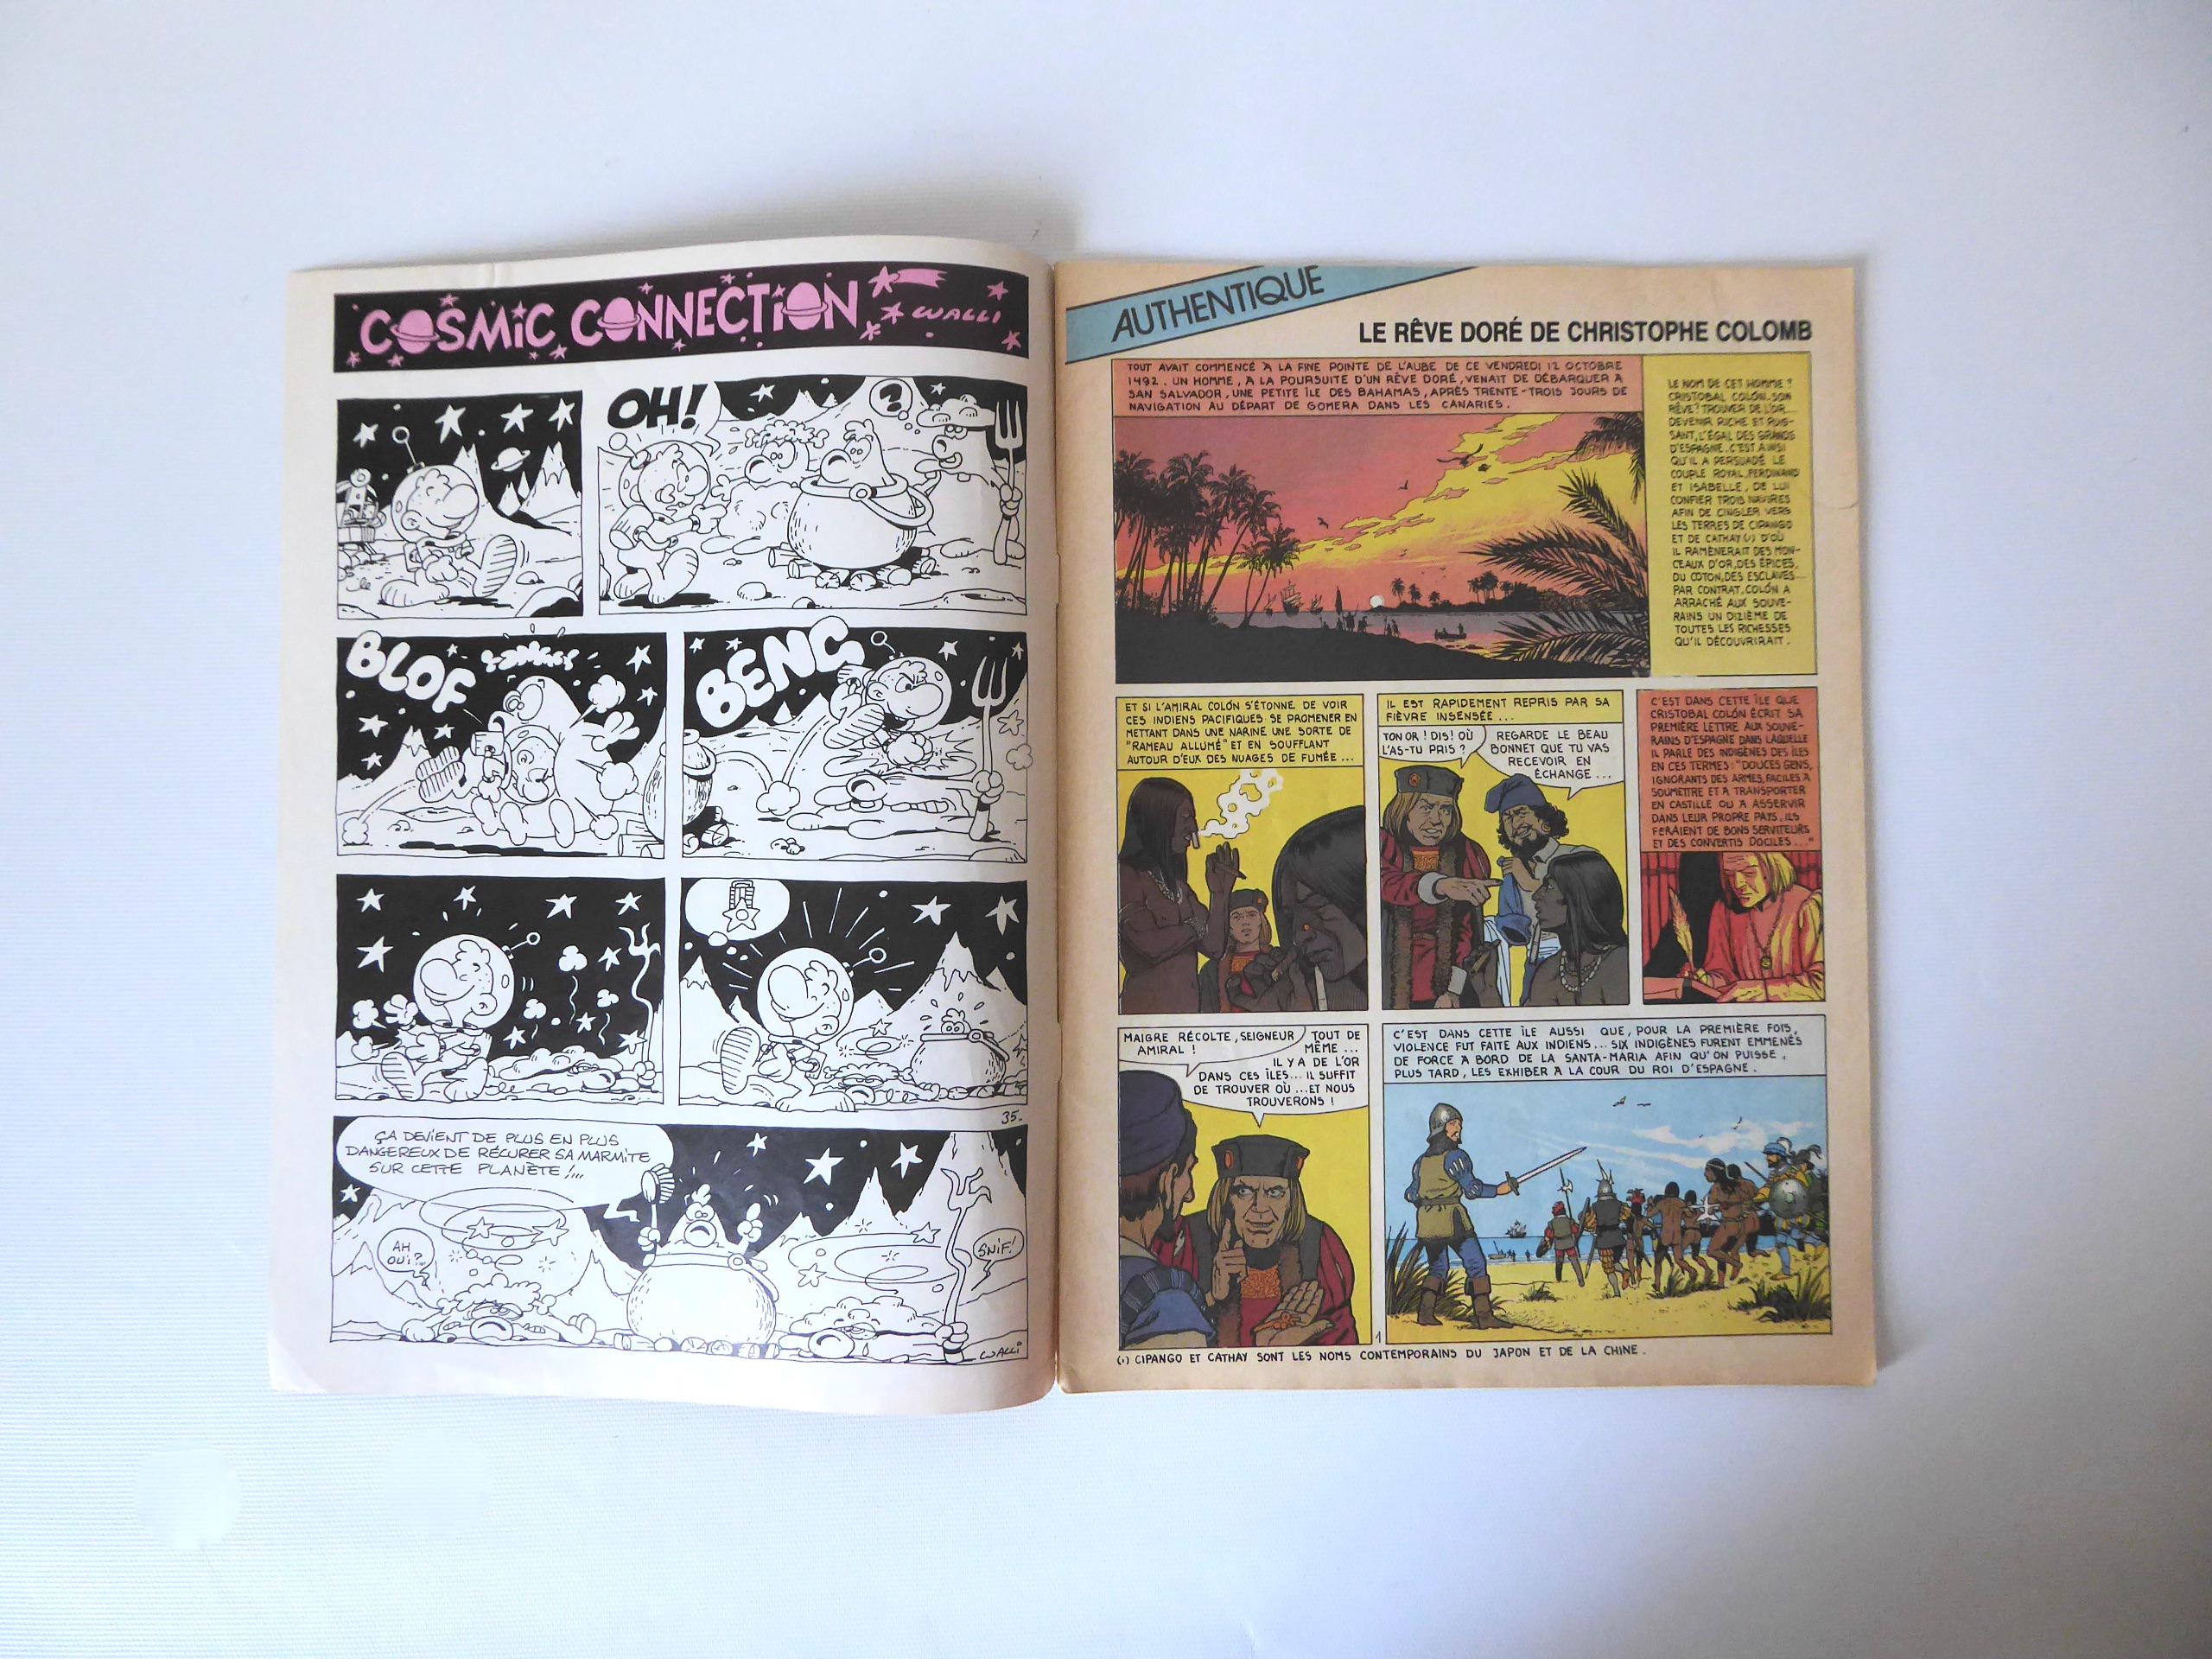 COSMIC CONNECTION
WALLI
OH!
?
BLOF
BENG
35.
ÇA DEVIENT DE PLUS EN PLUS
DANGEREUX DE RÉCURER SA MARMITE
SUR CETTE PLANÈTE !...
AH
OUI ?
SNIF!
WALLI
AUTHENTIQUE
LE RÊVE DORÉ DE CHRISTOPHE COLOMB
TOUT AVAIT COMMENCÉ À LA FINE POINTE DE L'AUBE DE CE VENDREDI 12 OCTOBRE
1492. UN HOMME, À LA POURSUITE D'UN RÊVE DORÉ, VENAIT DE DÉBARQUER À
SAN SALVADOR, UNE PETITE ÎLE DES BAHAMAS, APRÈS TRENTE-TROIS JOURS DE
NAVIGATION AU DÉPART DE GOMERA DANS LES CANARIES.
LE NOM DE CET HOMME ?
CRISTOBAL COLÓN. SON
RÊVE ? TROUVER DE L'OR...
DEVENIR RICHE ET PUIS-
SANT, L'ÉGAL DES GRANDS
D'ESPAGNE. C'EST AINSI
QU'IL A PERSUADÉ LE
COUPLE ROYAL, FERDINAND
ET ISABELLE, DE LUI
CONFIER TROIS NAVIRES
AFIN DE CINGLER VERS
LES TERRES DE CIPANGO
ET DE CATHAY (1) D'OÙ
IL RAMÈNERAIT DES MON-
CEAUX D'OR, DES ÉPICES,
DU COTON, DES ESCLAVES...
PAR CONTRAT, COLÓN A
ARRACHÉ AUX SOUVE-
RAINS UN DIZIÈME DE
TOUTES LES RICHESSES
QU'IL DÉCOUVRIRAIT.
ET SI L'AMIRAL COLÓN S'ÉTONNE DE VOIR
CES INDIENS PACIFIQUES SE PROMENER EN
METTANT DANS UNE NARINE UNE SORTE DE
"RAMEAU ALLUMÉ" ET EN SOUFFLANT
AUTOUR D'EUX DES NUAGES DE FUMÉE...
IL EST RAPIDEMENT REPRIS PAR SA
FIÈVRE INSENSÉE...
TON OR ! DIS ! OÙ
L'AS-TU PRIS ?
REGARDE LE BEAU
BONNET QUE TU VAS
RECEVOIR EN
ÉCHANGE...
C'EST DANS CETTE ÎLE QUE
CRISTOBAL COLÓN ÉCRIT SA
PREMIÈRE LETTRE AUX SOUVE-
RAINS D'ESPAGNE DANS LAQUELLE
IL PARLE DES INDIGÈNES DES ÎLES
EN CES TERMES : "DOUCES GENS,
IGNORANTS DES ARMES, FACILES À
SOUMETTRE ET À TRANSPORTER
EN CASTILLE OU À ASSERVIR
DANS LEUR PROPRE PAYS, ILS
FERAIENT DE BONS SERVITEURS
ET DES CONVERTIS DOCILES..."
MAIGRE RÉCOLTE, SEIGNEUR
AMIRAL !
TOUT DE
MÊME...
IL Y A DE L'OR
DANS CES ÎLES... IL SUFFIT
DE TROUVER OÙ... ET NOUS
TROUVERONS !
C'EST DANS CETTE ÎLE AUSSI QUE, POUR LA PREMIÈRE FOIS,
VIOLENCE FUT FAITE AUX INDIENS... SIX INDIGÈNES FURENT EMMENÉS
DE FORCE À BORD DE LA SANTA-MARIA AFIN QU'ON PUISSE,
PLUS TARD, LES EXHIBER À LA COUR DU ROI D'ESPAGNE.
1
(1) CIPANGO ET CATHAY SONT LES NOMS CONTEMPORAINS DU JAPON ET DE LA CHINE.